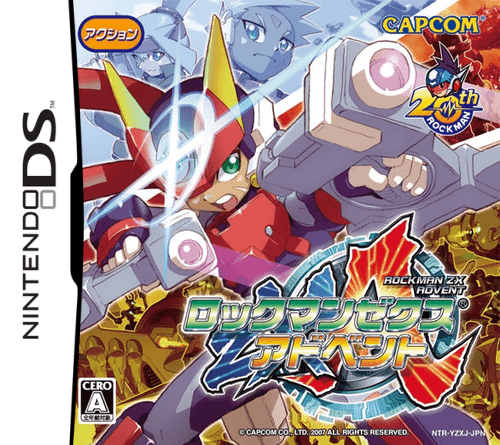 アクション
CAPCOM
20th
ROCKMAN
NINTENDO DS™
ROCKMAN ZX
ADVENT
ロックマンゼクス®
アドベント
CERO
A
全年齢対象
© CAPCOM CO., LTD. 2007 ALL RIGHTS RESERVED.
NTR-YZXJ-JPN